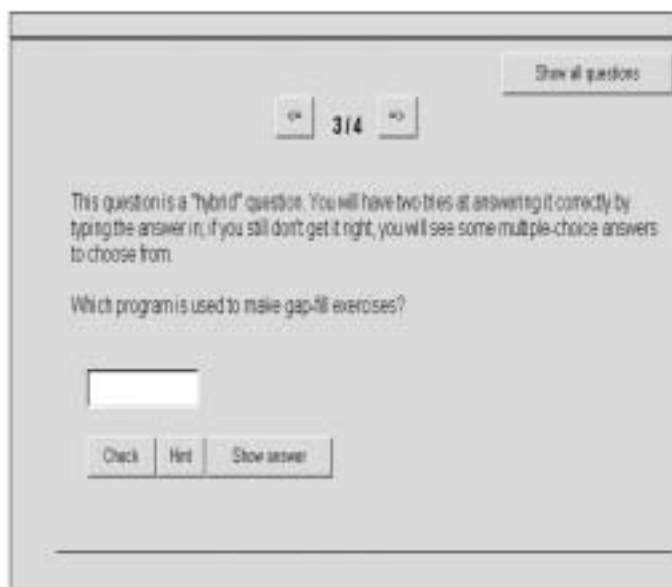 Show all questions
<= 3 / 4 =>
This question is a "hybrid" question. You will have two tries at answering it correctly by
typing the answer in; if you still don't get it right, you will see some multiple-choice answers
to choose from.
Which program is used to make gap-fill exercises?
Check Hint Show answer